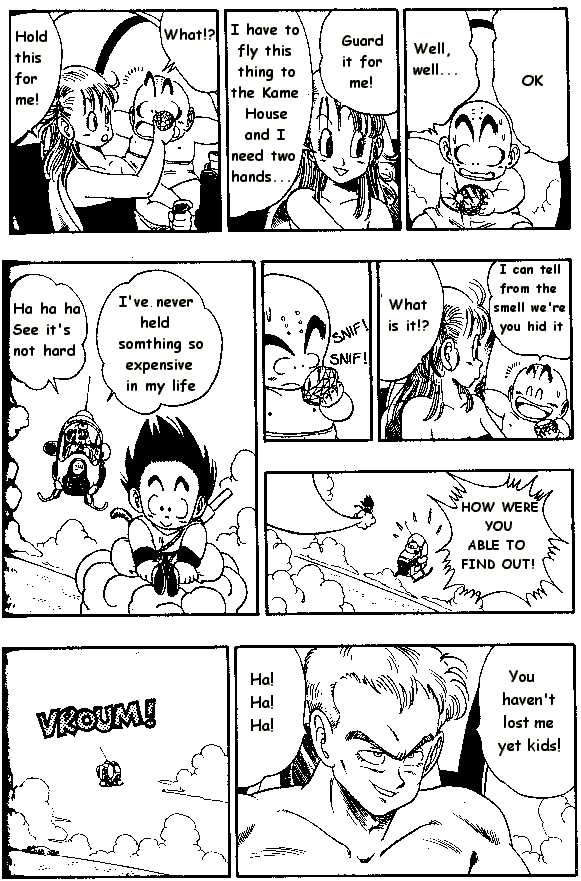 Hold
this
for
me!
What!?
I have to
fly this
thing to
the Kame
House
and I
need two
hands....
Guard
it for
me!
Well,
well...
OK
Ha ha ha
See it's
not hard
I've never
held
somthing so
expensive
in my life
SNIF!
SNIF!
What
is it!?
I can tell
from the
smell we're
you hid it
HOW WERE
YOU
ABLE TO
FIND OUT!
VROUM!
Ha!
Ha!
Ha!
You
haven't
lost me
yet kids!